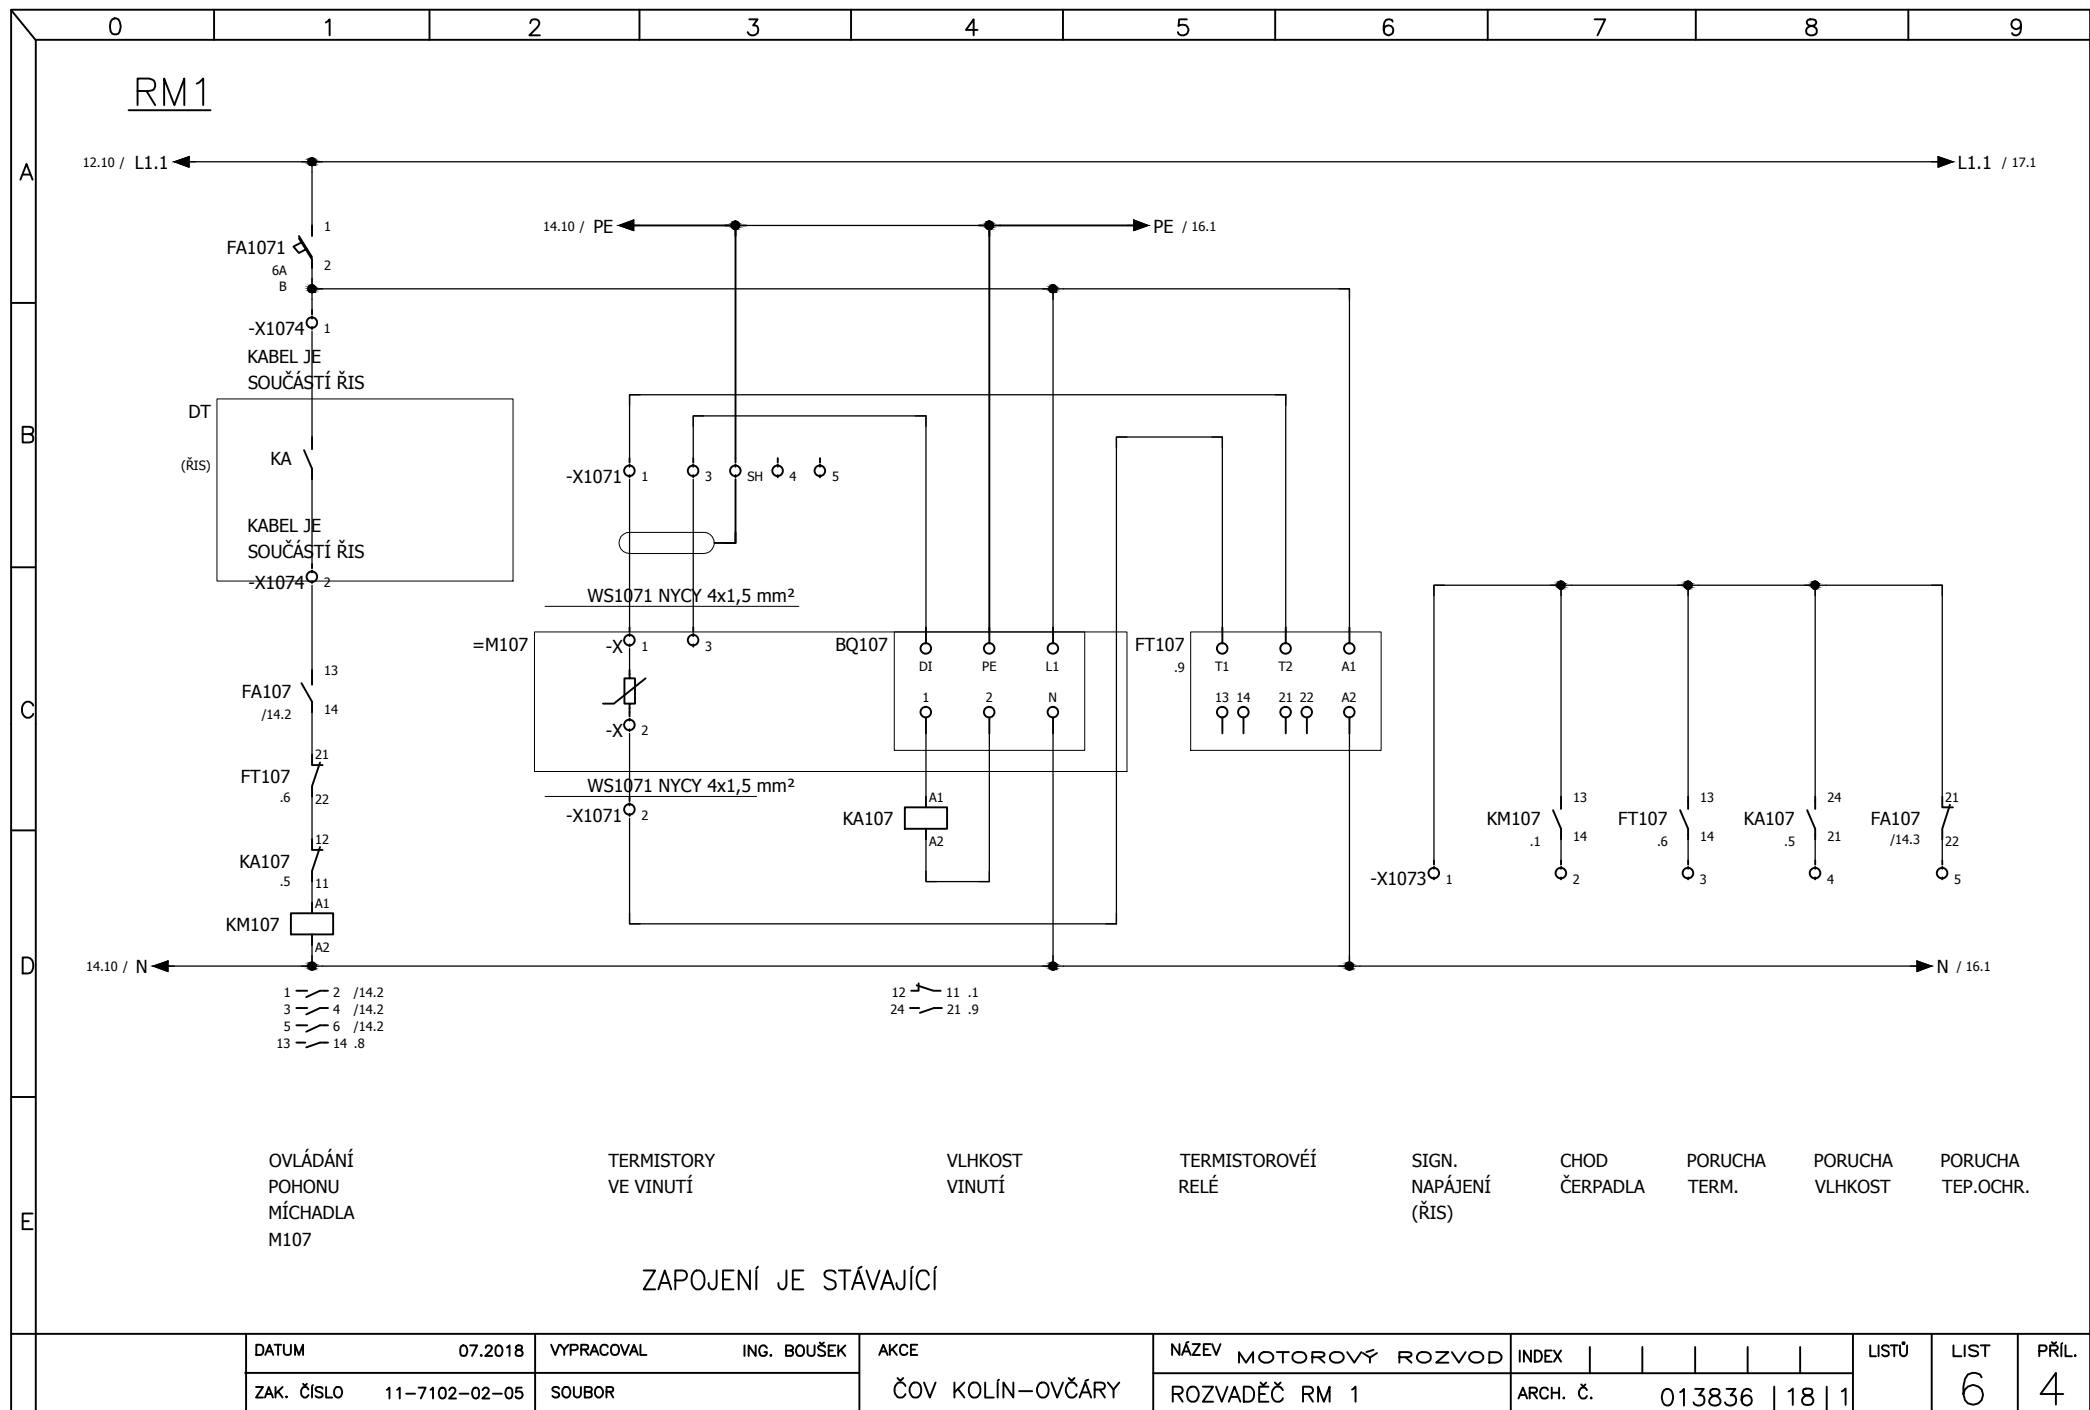 0 1 2 3 4 5 6 7 8 9
RM1
A
12.10 / L1.1
L1.1 / 17.1
14.10 / PE
PE / 16.1
1
FA1071
2
6A
B
-X1074 1
KABEL JE
SOUČÁSTÍ ŘIS
DT
B
KA
(ŘIS)
-X1071 1 3 SH 4 5
KABEL JE
SOUČÁSTÍ ŘIS
-X1074 2
WS1071 NYCY 4x1,5 mm²
=M107 -X 1 3
BQ107
DI PE L1
1 2 N
FT107
.9
T1 T2 A1
13 14 21 22 A2
13
FA107
/14.2
14
C
-X 2
21
FT107
.6
22
WS1071 NYCY 4x1,5 mm²
-X1071 2
A1
KA107
A2
13
KM107
.1
14
13
FT107
.6
14
24
KA107
.5
21
21
FA107
/14.3
22
12
KA107
.5
11
-X1073 1 2 3 4 5
A1
KM107
A2
D
14.10 / N
N / 16.1
1 2 /14.2
3 4 /14.2
5 6 /14.2
13 14 .8
12 11 .1
24 21 .9
OVLÁDÁNÍ
POHONU
MÍCHADLA
M107
TERMISTORY
VE VINUTÍ
VLHKOST
VINUTÍ
TERMISTOROVÉÍ
RELÉ
SIGN.
NAPÁJENÍ
(ŘIS)
CHOD
ČERPADLA
PORUCHA
TERM.
PORUCHA
VLHKOST
PORUCHA
TEP.OCHR.
E
ZAPOJENÍ JE STÁVAJÍCÍ
DATUM 07.2018
VYPRACOVAL ING. BOUŠEK
AKCE
NÁZEV MOTOROVÝ ROZVOD
INDEX
LISTŮ
LIST
PŘÍL.
ZAK. ČÍSLO 11-7102-02-05
SOUBOR
ČOV KOLÍN-OVČÁRY
ROZVADĚČ RM 1
ARCH. Č. 013836 18 1
6
4